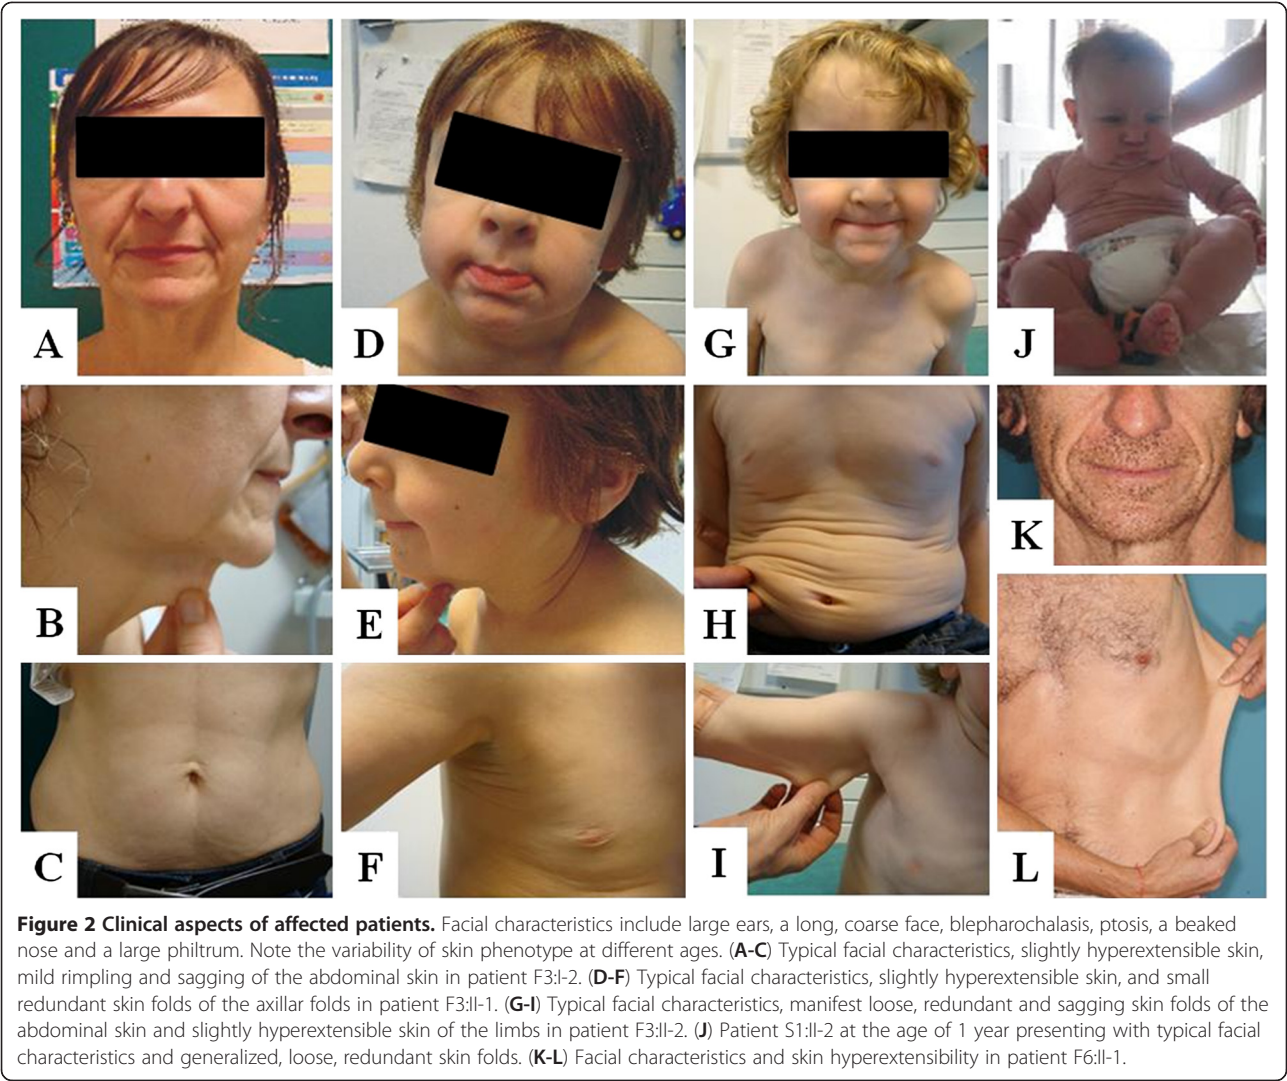 A
D
G
J
B
E
H
K
C
F
I
L
Figure 2 Clinical aspects of affected patients. Facial characteristics include large ears, a long, coarse face, blepharochalasis, ptosis, a beaked
nose and a large philtrum. Note the variability of skin phenotype at different ages. (A-C) Typical facial characteristics, slightly hyperextensible skin,
mild rimpling and sagging of the abdominal skin in patient F3:I-2. (D-F) Typical facial characteristics, slightly hyperextensible skin, and small
redundant skin folds of the axillar folds in patient F3:II-1. (G-I) Typical facial characteristics, manifest loose, redundant and sagging skin folds of the
abdominal skin and slightly hyperextensible skin of the limbs in patient F3:II-2. (J) Patient S1:II-2 at the age of 1 year presenting with typical facial
characteristics and generalized, loose, redundant skin folds. (K-L) Facial characteristics and skin hyperextensibility in patient F6:II-1.